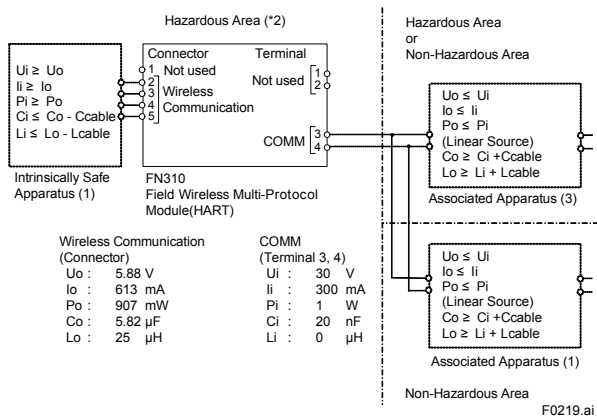 Hazardous Area (*2)
Hazardous Area
or
Non-Hazardous Area
Ui ≥ Uo
Ii ≥ Io
Pi ≥ Po
Ci ≤ Co - Ccable
Li ≤ Lo - Lcable
Intrinsically Safe
Apparatus (1)
Connector
1 Not used
2
3 Wireless
4 Communication
5
Terminal
Not used 1
2
COMM 3
4
FN310
Field Wireless Multi-Protocol
Module(HART)
Uo ≤ Ui
Io ≤ Ii
Po ≤ Pi
(Linear Source)
Co ≥ Ci +Ccable
Lo ≥ Li + Lcable
Associated Apparatus (3)
Wireless Communication
(Connector)
Uo : 5.88 V
Io : 613 mA
Po : 907 mW
Co : 5.82 µF
Lo : 25 µH
COMM
(Terminal 3, 4)
Ui : 30 V
Ii : 300 mA
Pi : 1 W
Ci : 20 nF
Li : 0 µH
Uo ≤ Ui
Io ≤ Ii
Po ≤ Pi
(Linear Source)
Co ≥ Ci +Ccable
Lo ≥ Li + Lcable
Associated Apparatus (1)
Non-Hazardous Area
F0219.ai